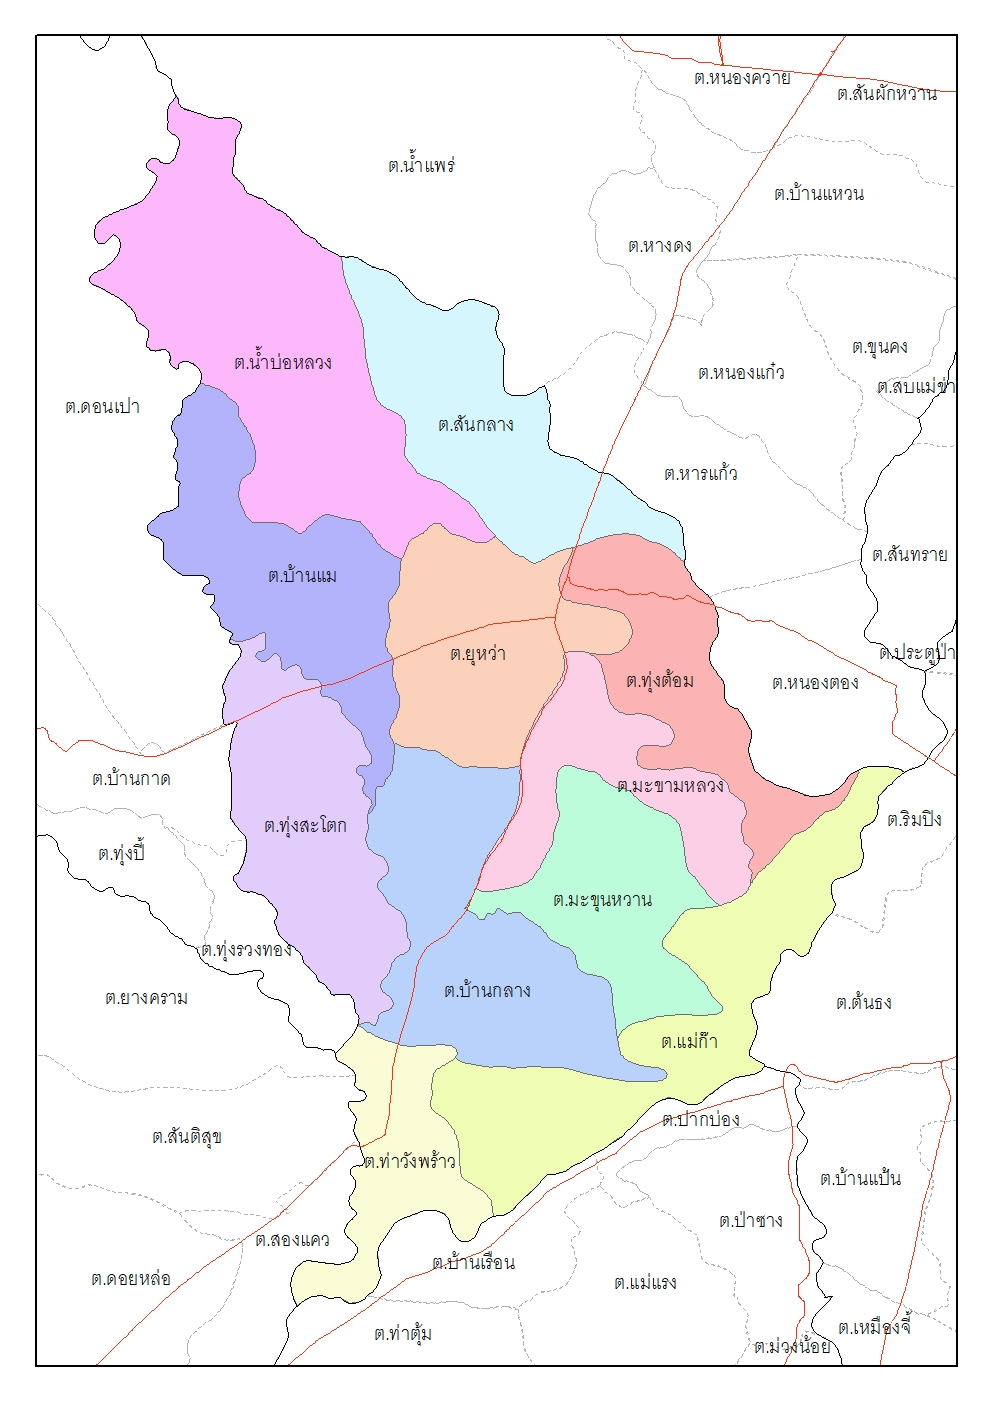 ต.หนองควาย
ต.สันผักหวาน
ต.น้ำแพร่
ต.บ้านแหวน
ต.หางดง
ต.ขุนคง
ต.น้ำบ่อหลวง
ต.หนองแก๋ว
ต.สบแม่ข่า
ต.ดอนเปา
ต.สันกลาง
ต.หารแก้ว
ต.สันทราย
ต.บ้านแม
ต.ยุหว่า
ต.ประตูป่า
ต.ทุ่งต้อม
ต.หนองตอง
ต.บ้านกาด
ต.มะขามหลวง
ต.ทุ่งสะโตก
ต.ริมปิง
ต.ทุ่งปี้
ต.มะขุนหวาน
ต.ทุ่งรวงทอง
ต.ยางคราม
ต.บ้านกลาง
ต.ต้นธง
ต.แม่ก๊า
ต.ปากบ่อง
ต.สันติสุข
ต.ท่าวังพร้าว
ต.บ้านแป้น
ต.ป่าซาง
ต.สองแคว
ต.บ้านเรือน
ต.ดอยหล่อ
ต.แม่แรง
ต.ท่าตุ้ม
ต.เหมืองจี้
ต.ม่วงน้อย